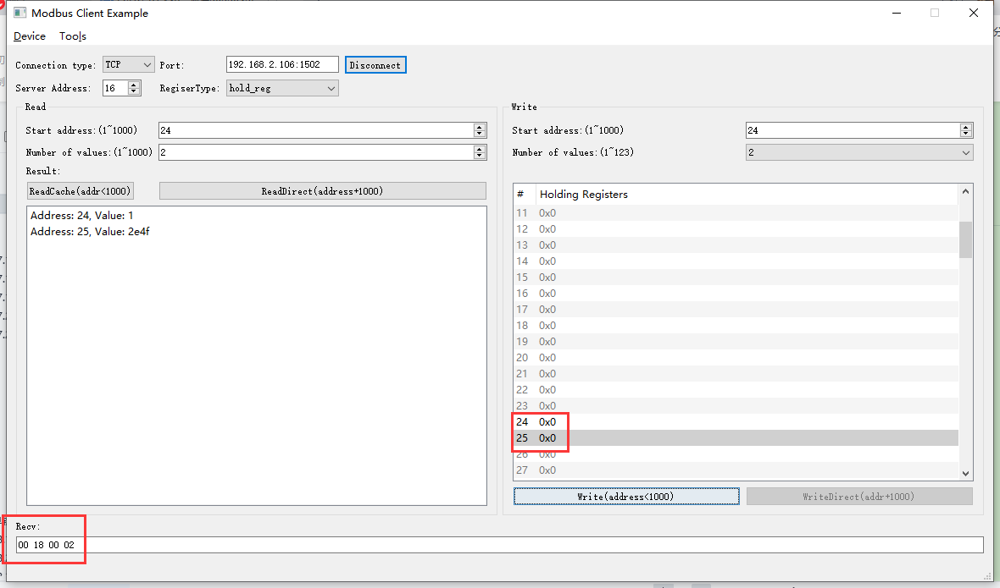 Modbus Client Example
Device Tools
Connection type: TCP Port: 192.168.2.106:1502 Disconnect
Server Address: 16 RegiserType: hold_reg
Read
Start address:(1~1000) 24
Number of values:(1~1000) 2
Result:
ReadCache(addr<1000) ReadDirect(address+1000)
Address: 24, Value: 1
Address: 25, Value: 2e4f
Write
Start address:(1~1000) 24
Number of values:(1~123) 2
# Holding Registers
11 0x0
12 0x0
13 0x0
14 0x0
15 0x0
16 0x0
17 0x0
18 0x0
19 0x0
20 0x0
21 0x0
22 0x0
23 0x0
24 0x0
25 0x0
26 0x0
27 0x0
Write(address<1000) WriteDirect(addr+1000)
Recv:
00 18 00 02